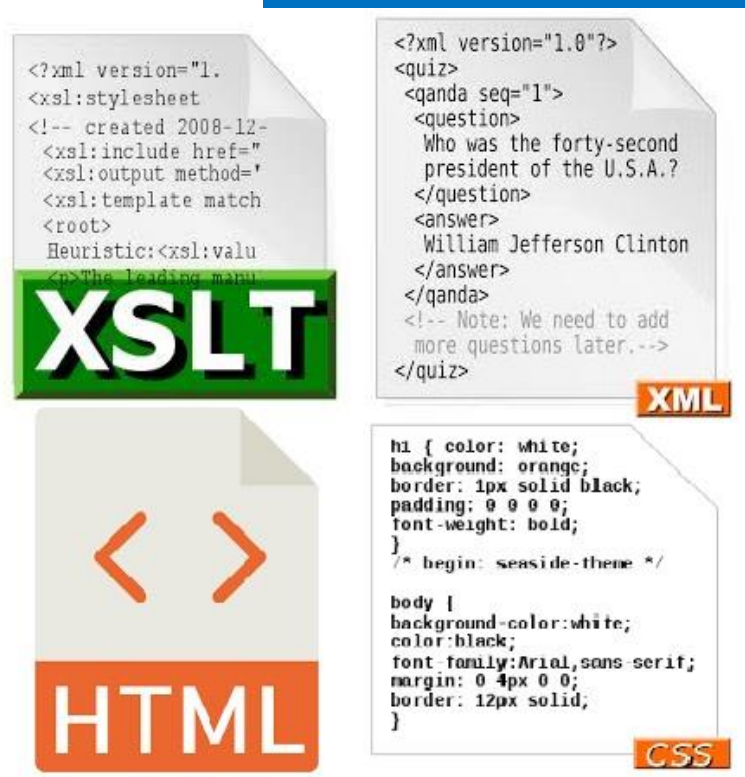 <?xml version="1.
<xsl:stylesheet
<!-- created 2008-12-
<xsl:include href="
<xsl:output method='
<xsl:template match
<root>
Heuristic:<xsl:valu
<p>The leading manu
XSLT
<?xml version="1.0"?>
<quiz>
<qanda seq="1">
<question>
Who was the forty-second
president of the U.S.A.?
</question>
<answer>
William Jefferson Clinton
</answer>
</qanda>
<!-- Note: We need to add
more questions later.-->
</quiz>
XML
< >
HTML
h1 { color: white;
background: orange;
border: 1px solid black;
padding: 0 0 0 0;
font-weight: bold;
}
/* begin: seaside-theme */
body {
background-color:white;
color:black;
font-family:Arial,sans-serif;
margin: 0 4px 0 0;
border: 12px solid;
}
CSS